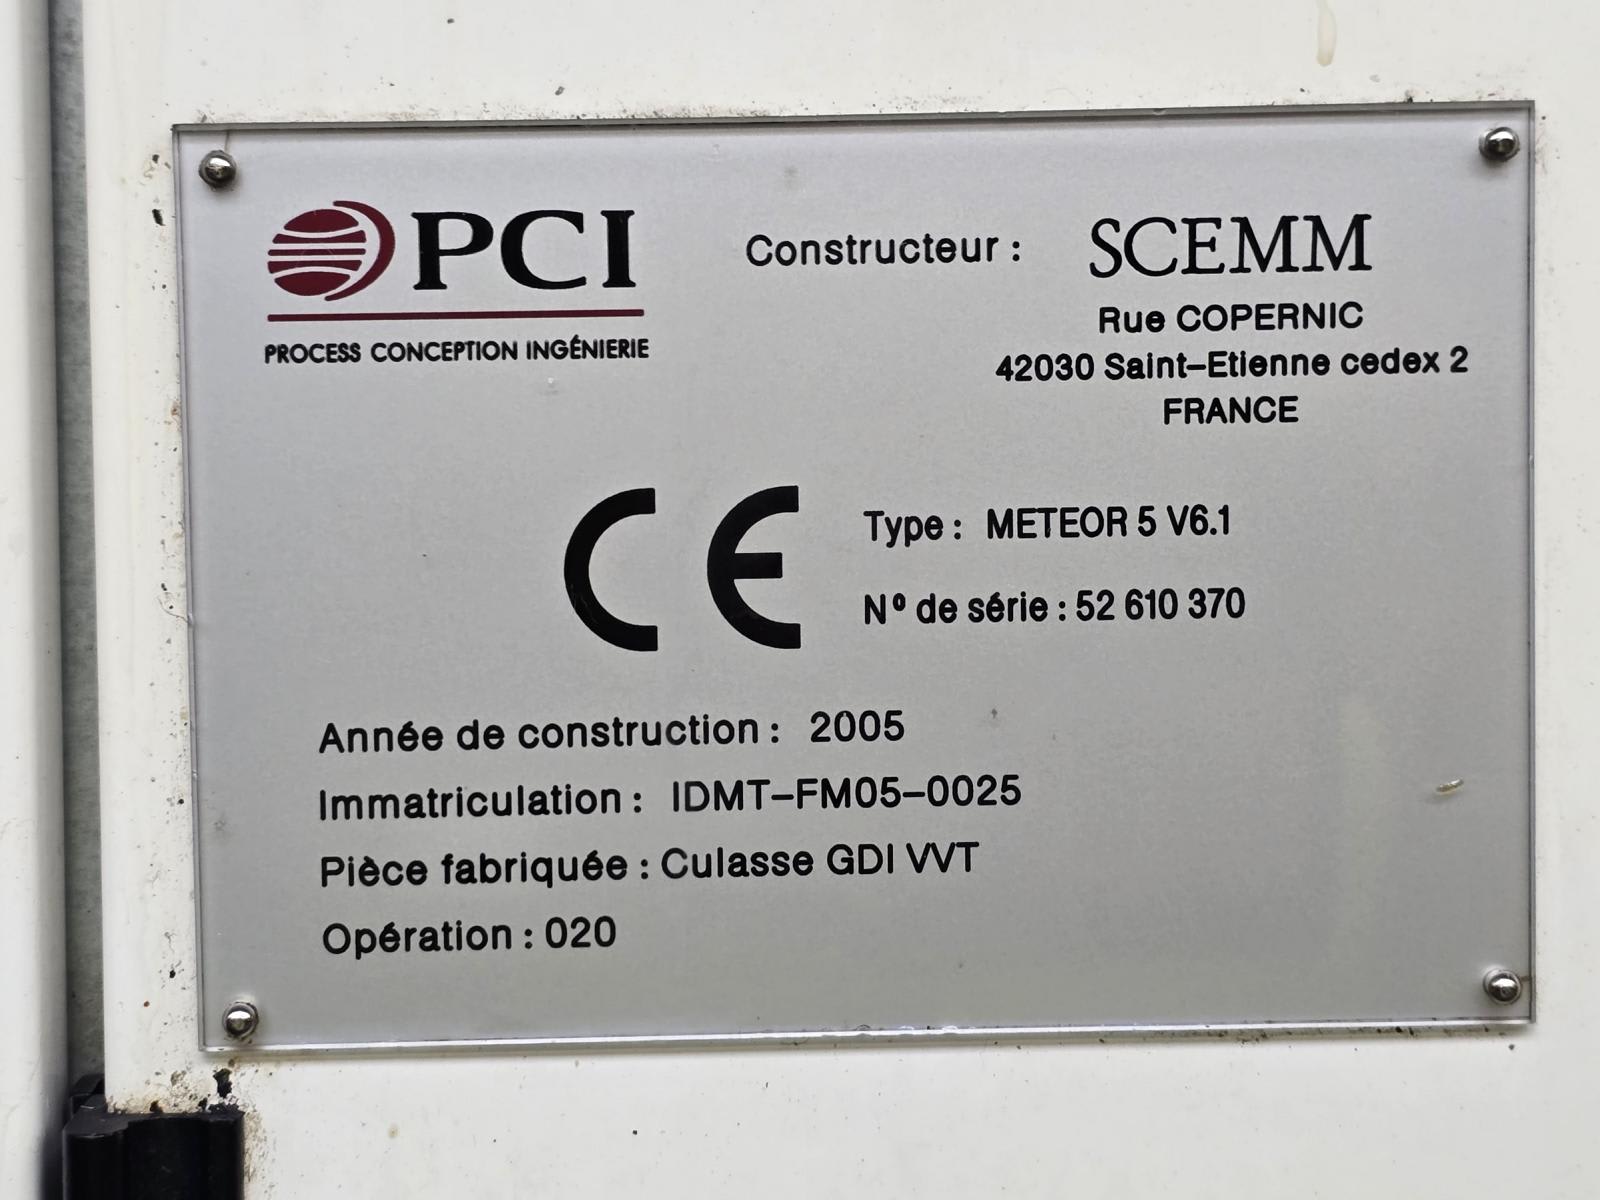 PCI
PROCESS CONCEPTION INGÉNIERIE
Constructeur : SCEMM
Rue COPERNIC
42030 Saint-Etienne cedex 2
FRANCE
CE
Type : METEOR 5 V6.1
Nº de série : 52 610 370
Année de construction : 2005
Immatriculation : IDMT-FM05-0025
Pièce fabriquée : Culasse GDI VVT
Opération : 020